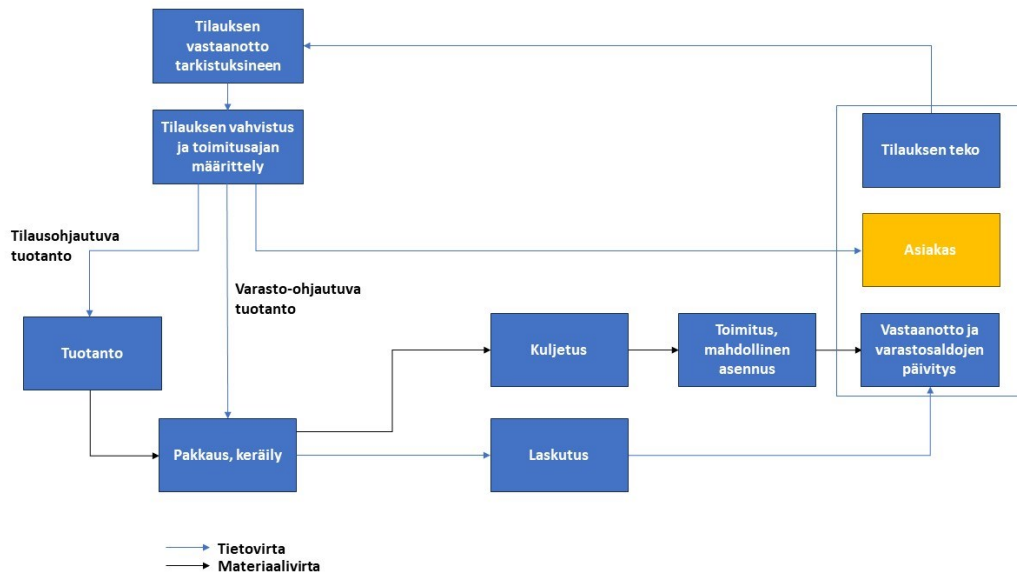 Tilauksen
vastaanotto
tarkistuksineen
Tilauksen vahvistus
ja toimitusajan
määrittely
Tilauksen teko
Asiakas
Tilausohjautuva
tuotanto
Varasto-ohjautuva
tuotanto
Tuotanto
Kuljetus
Toimitus,
mahdollinen
asennus
Vastaanotto ja
varastosaldojen
päivitys
Pakkaus, keräily
Laskutus
Tietovirta
Materiaalivirta